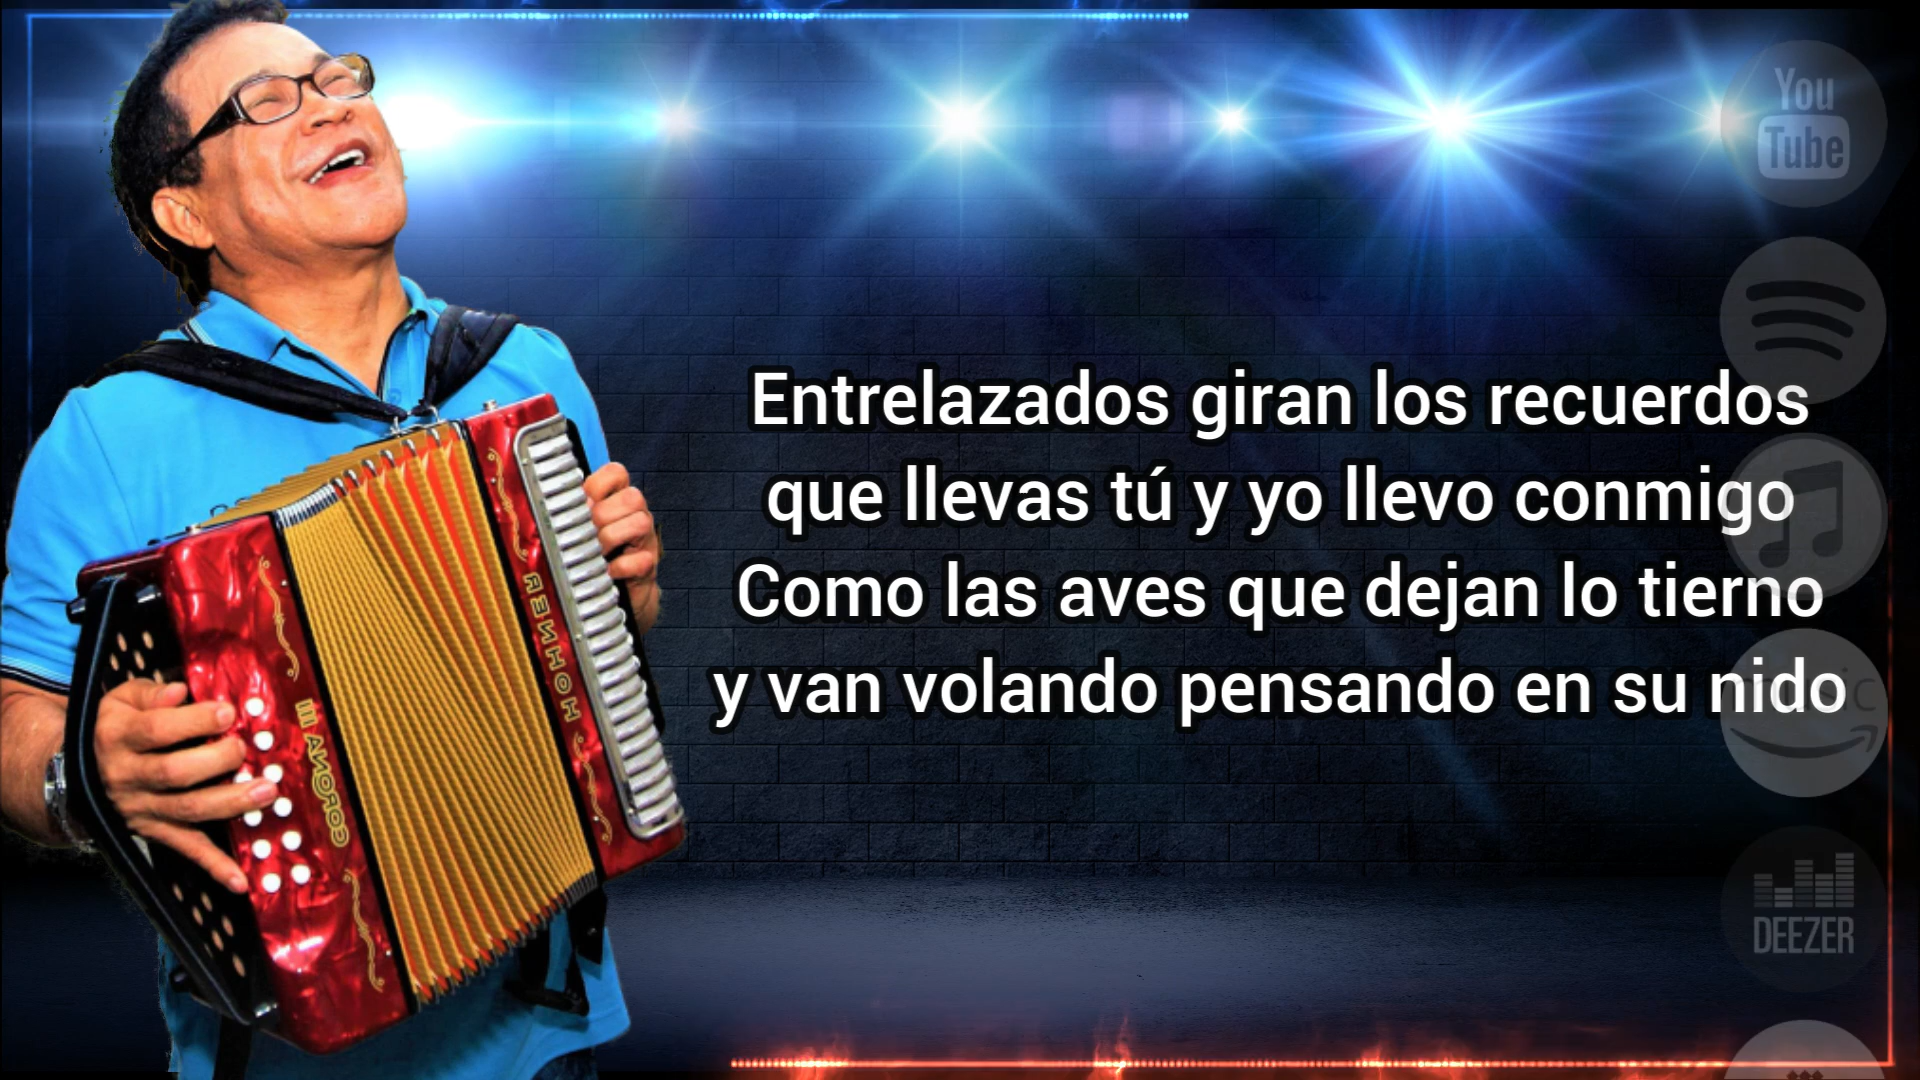 Entrelazados giran los recuerdos
que llevas tú y yo llevo conmigo
Como las aves que dejan lo tierno
y van volando pensando en su nido
You
Tube
music
DEEZER
HOHNER
CORONA III